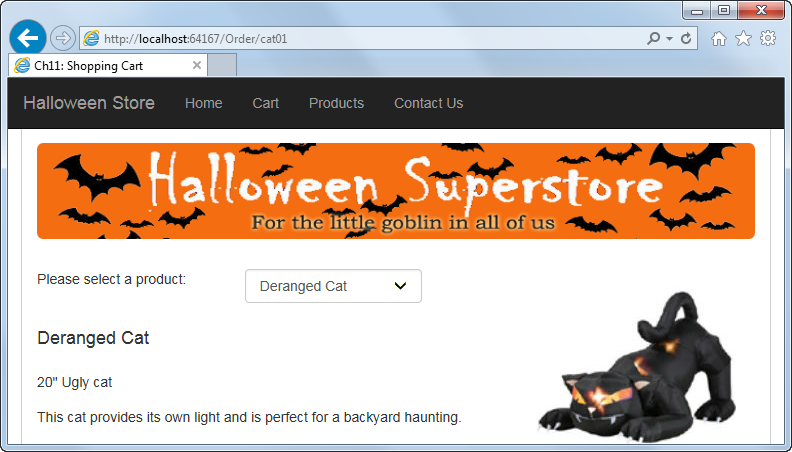 http://localhost:64167/Order/cat01
Ch11: Shopping Cart
Halloween Store Home Cart Products Contact Us
Halloween Superstore
For the little goblin in all of us
Please select a product: Deranged Cat
Deranged Cat
20" Ugly cat
This cat provides its own light and is perfect for a backyard haunting.